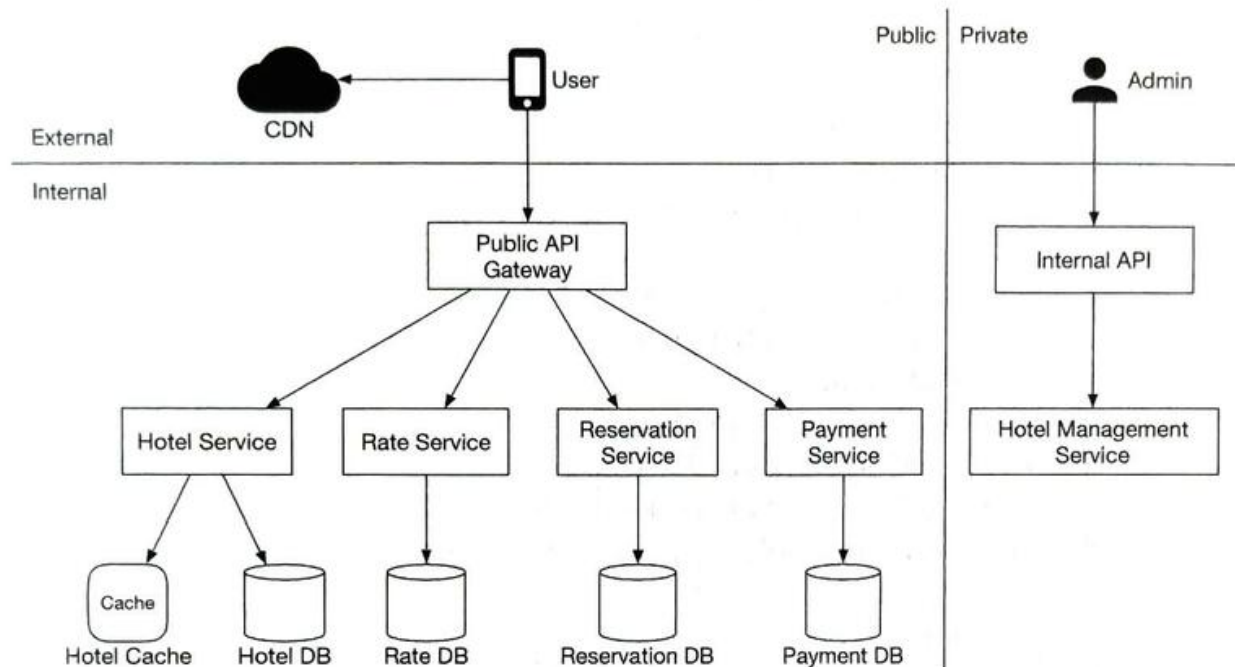 Public
Private
User
Admin
CDN
External
Internal
Public API
Gateway
Internal API
Hotel Service
Rate Service
Reservation
Service
Payment
Service
Hotel Management
Service
Cache
Hotel Cache
Hotel DB
Rate DB
Reservation DB
Payment DB